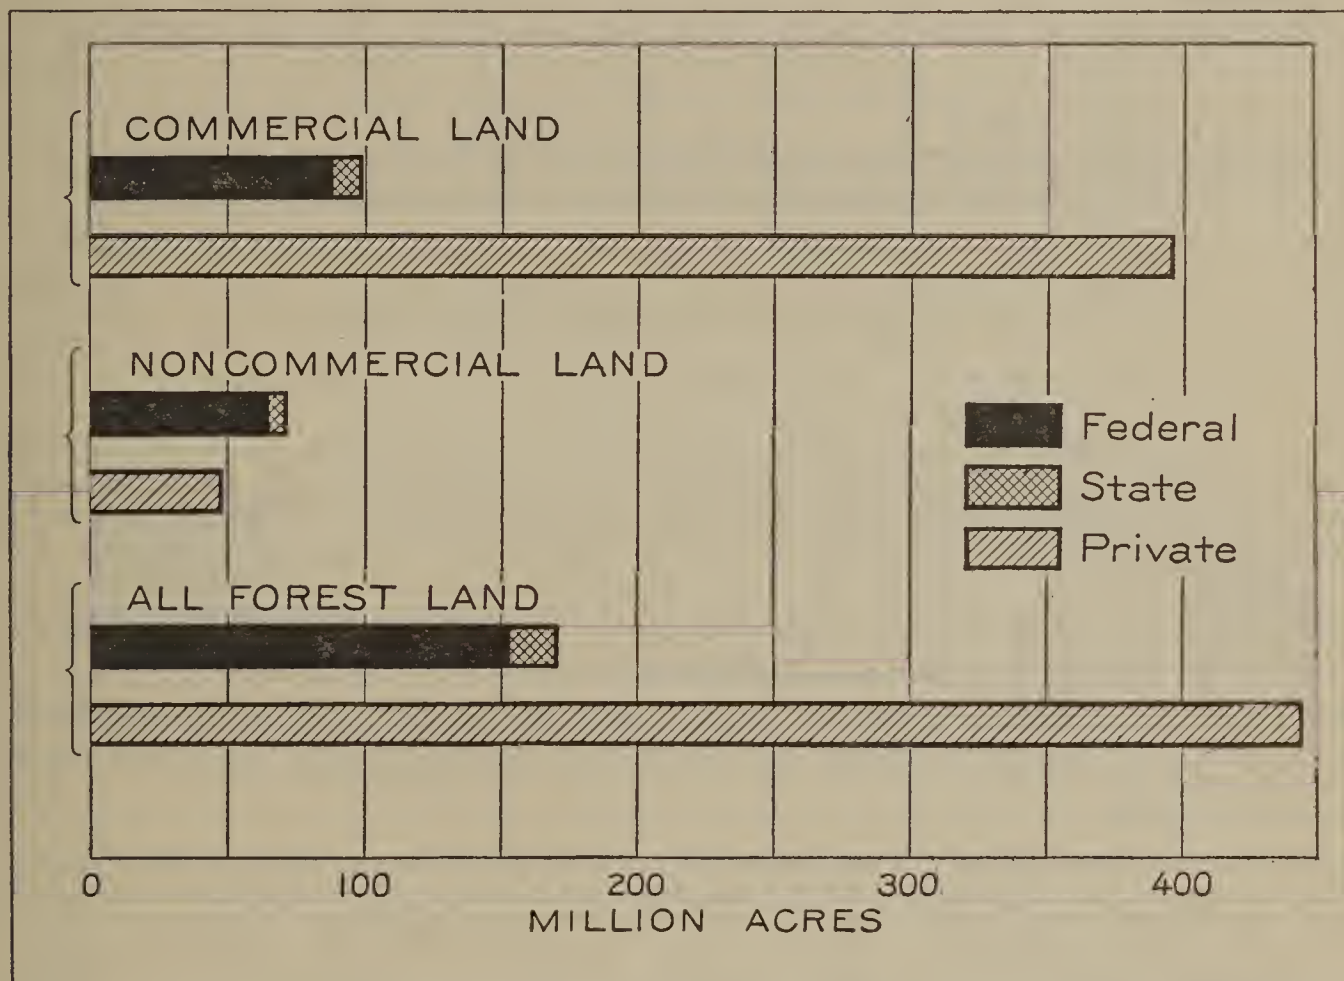 COMMERCIAL LAND
NONCOMMERCIAL LAND
Federal
State
Private
ALL FOREST LAND
0 100 200 300 400
MILLION ACRES